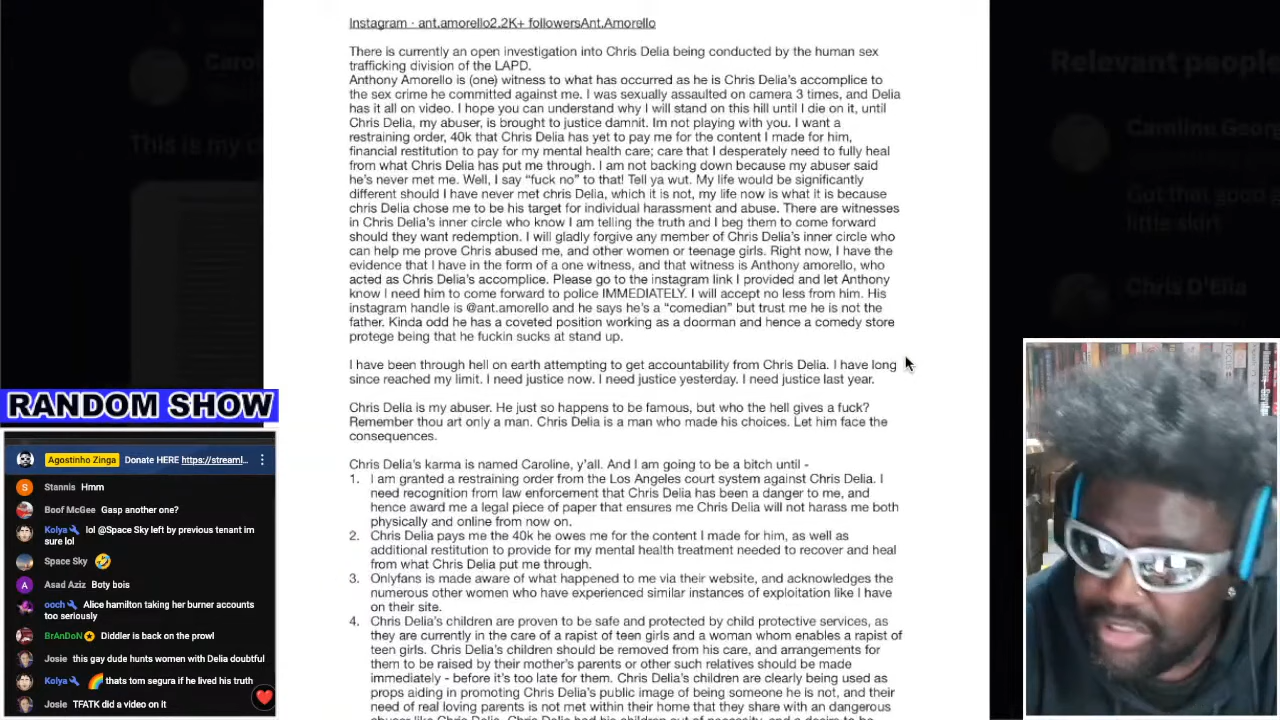 Instagram · ant.amorello2.2K+ followersAnt.Amorello
There is currently an open investigation into Chris Delia being conducted by the human sex
trafficking division of the LAPD.
Anthony Amorello is (one) witness to what has occurred as he is Chris Delia's accomplice to
the sex crime he committed against me. I was sexually assaulted on camera 3 times, and Delia
has it all on video. I hope you can understand why I will stand on this hill until I die on it, until
Chris Delia, my abuser, is brought to justice damnit. Im not playing with you. I want a
restraining order, 40k that Chris Delia has yet to pay me for the content I made for him,
financial restitution to pay for my mental health care; care that I desperately need to fully heal
from what Chris Delia has put me through. I am not backing down because my abuser said
he's never met me. Well, I say “fuck no” to that! Tell ya wut. My life would be significantly
different should I have never met chris Delia, which it is not, my life now is what it is because
chris Delia chose me to be his target for individual harassment and abuse. There are witnesses
in Chris Delia's inner circle who know I am telling the truth and I beg them to come forward
should they want redemption. I will gladly forgive any member of Chris Delia's inner circle who
can help me prove Chris abused me, and other women or teenage girls. Right now, I have the
evidence that I have in the form of a one witness, and that witness is Anthony amorello, who
acted as Chris Delia's accomplice. Please go to the instagram link I provided and let Anthony
know I need him to come forward to police IMMEDIATELY. I will accept no less from him. His
instagram handle is @ant.amorello and he says he's a “comedian” but trust me he is not the
father. Kinda odd he has a coveted position working as a doorman and hence a comedy store
protege being that he fuckin sucks at stand up.
I have been through hell on earth attempting to get accountability from Chris Delia. I have long
since reached my limit. I need justice now. I need justice yesterday. I need justice last year.
Chris Delia is my abuser. He just so happens to be famous, but who the hell gives a fuck?
Remember thou art only a man. Chris Delia is a man who made his choices. Let him face the
consequences.
Chris Delia's karma is named Caroline, y'all. And I am going to be a bitch until -
1. I am granted a restraining order from the Los Angeles court system against Chris Delia. I
need recognition from law enforcement that Chris Delia has been a danger to me, and
hence award me a legal piece of paper that ensures me Chris Delia will not harass me both
physically and online from now on.
2. Chris Delia pays me the 40k he owes me for the content I made for him, as well as
additional restitution to provide for my mental health treatment needed to recover and heal
from what Chris Delia put me through.
3. Onlyfans is made aware of what happened to me via their website, and acknowledges the
numerous other women who have experienced similar instances of exploitation like I have
on their site.
4. Chris Delia's children are proven to be safe and protected by child protective services, as
they are currently in the care of a rapist of teen girls and a woman whom enables a rapist of
teen girls. Chris Delia's children should be removed from his care, and arrangements for
them to be raised by their mother's parents or other such relatives should be made
immediately - before it's too late for them. Chris Delia's children are clearly being used as
props aiding in promoting Chris Delia's public image of being someone he is not, and their
need of real loving parents is not met within their home that they share with an dangerous
abuser like Chris Delia. Chris Delia had his children out of necessity, and a desire to be
Carol
This is my
Relevant people
Caroline Geor
Got that good
little skirt
Chris D'Elia
RANDOM SHOW
Agostinho Zinga Donate HERE https://streaml...
S Stannis Hmm
Boof McGee Gasp another one?
Kolya lol @Space Sky left by previous tenant im
sure lol
Space Sky 🤣
A Asad Aziz Boty bois
ooch Alice hamilton taking her burner accounts
too seriously
BrAnDoN Diddler is back on the prowl
Josie this gay dude hunts women with Delia doubtful
Kolya 🌈 thats tom segura if he lived his truth
Josie TFATK did a video on it